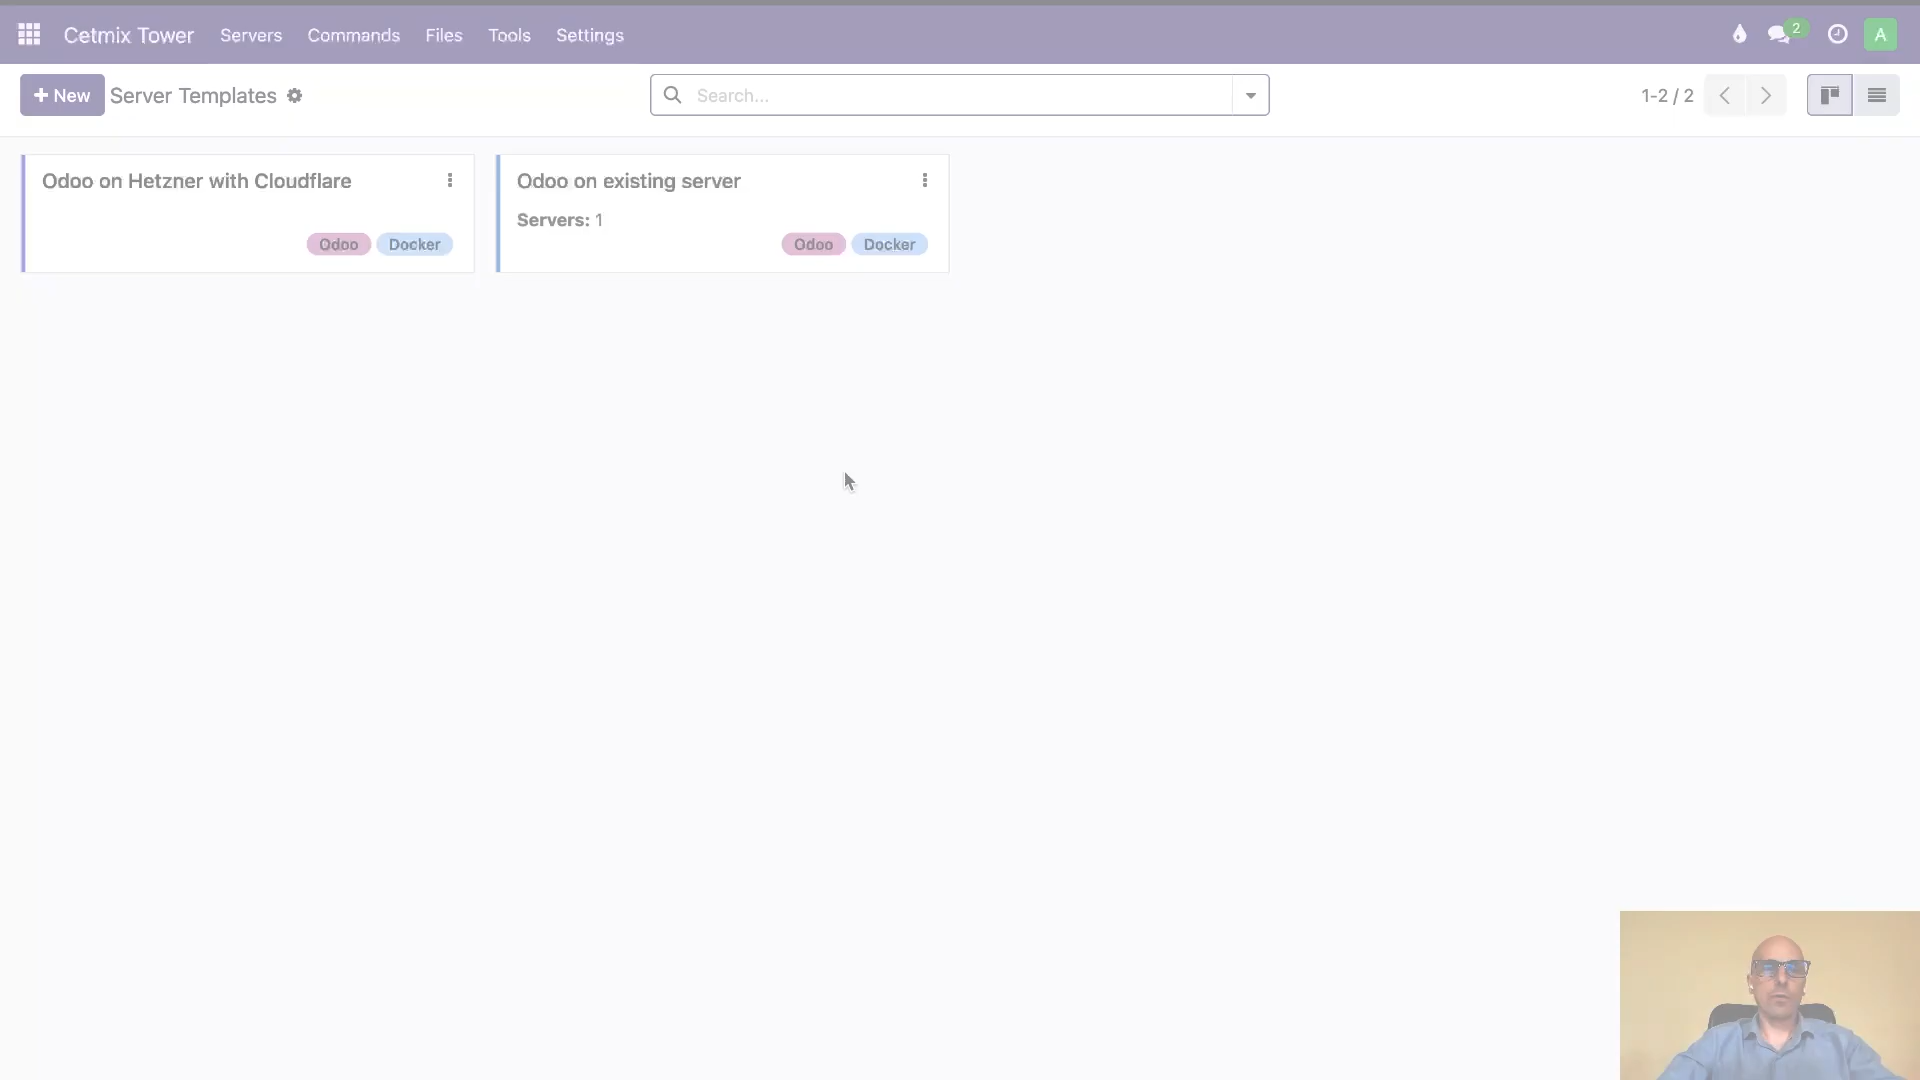 Cetmix Tower Servers Commands Files Tools Settings 2 A
New Server Templates Search... 1-2 / 2
Odoo on Hetzner with Cloudflare
Odoo Docker
Odoo on existing server
Servers: 1
Odoo Docker